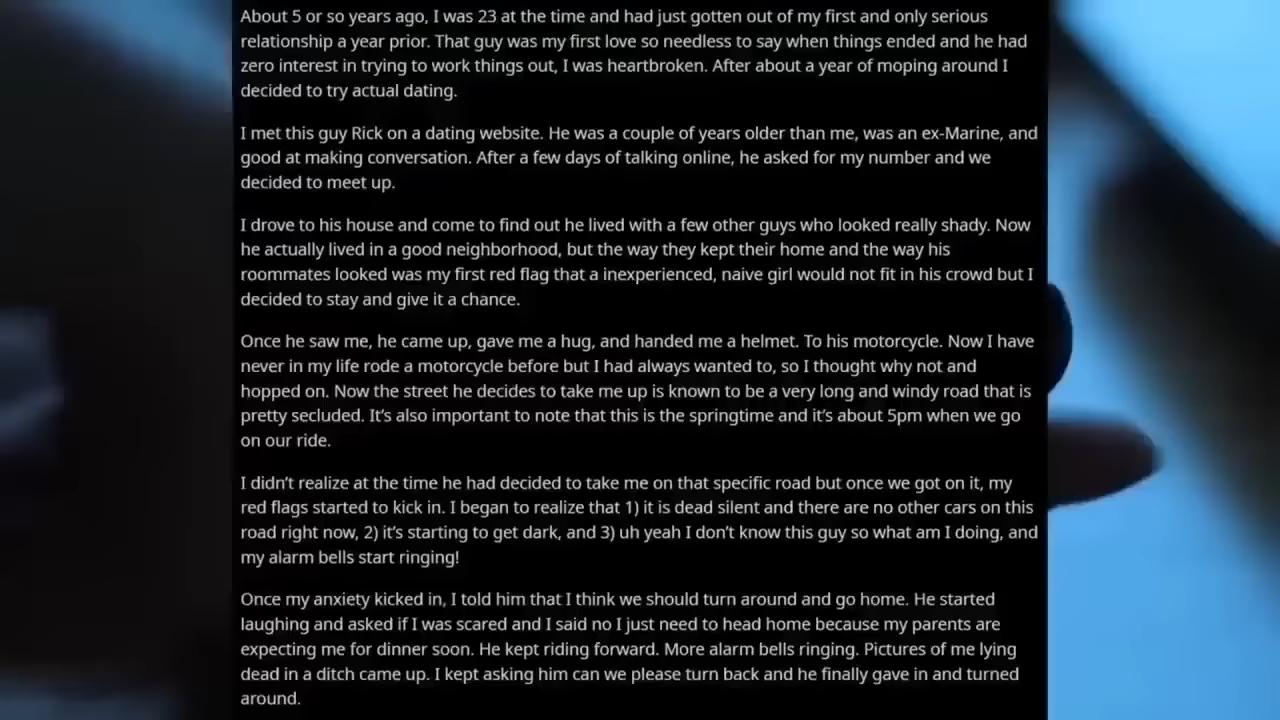 About 5 or so years ago, I was 23 at the time and had just gotten out of my first and only serious
relationship a year prior. That guy was my first love so needless to say when things ended and he had
zero interest in trying to work things out, I was heartbroken. After about a year of moping around I
decided to try actual dating.
I met this guy Rick on a dating website. He was a couple of years older than me, was an ex-Marine, and
good at making conversation. After a few days of talking online, he asked for my number and we
decided to meet up.
I drove to his house and come to find out he lived with a few other guys who looked really shady. Now
he actually lived in a good neighborhood, but the way they kept their home and the way his
roommates looked was my first red flag that a inexperienced, naive girl would not fit in his crowd but I
decided to stay and give it a chance.
Once he saw me, he came up, gave me a hug, and handed me a helmet. To his motorcycle. Now I have
never in my life rode a motorcycle before but I had always wanted to, so I thought why not and
hopped on. Now the street he decides to take me up is known to be a very long and windy road that is
pretty secluded. It’s also important to note that this is the springtime and it’s about 5pm when we go
on our ride.
I didn’t realize at the time he had decided to take me on that specific road but once we got on it, my
red flags started to kick in. I began to realize that 1) it is dead silent and there are no other cars on this
road right now, 2) it’s starting to get dark, and 3) uh yeah I don’t know this guy so what am I doing, and
my alarm bells start ringing!
Once my anxiety kicked in, I told him that I think we should turn around and go home. He started
laughing and asked if I was scared and I said no I just need to head home because my parents are
expecting me for dinner soon. He kept riding forward. More alarm bells ringing. Pictures of me lying
dead in a ditch came up. I kept asking him can we please turn back and he finally gave in and turned
around.